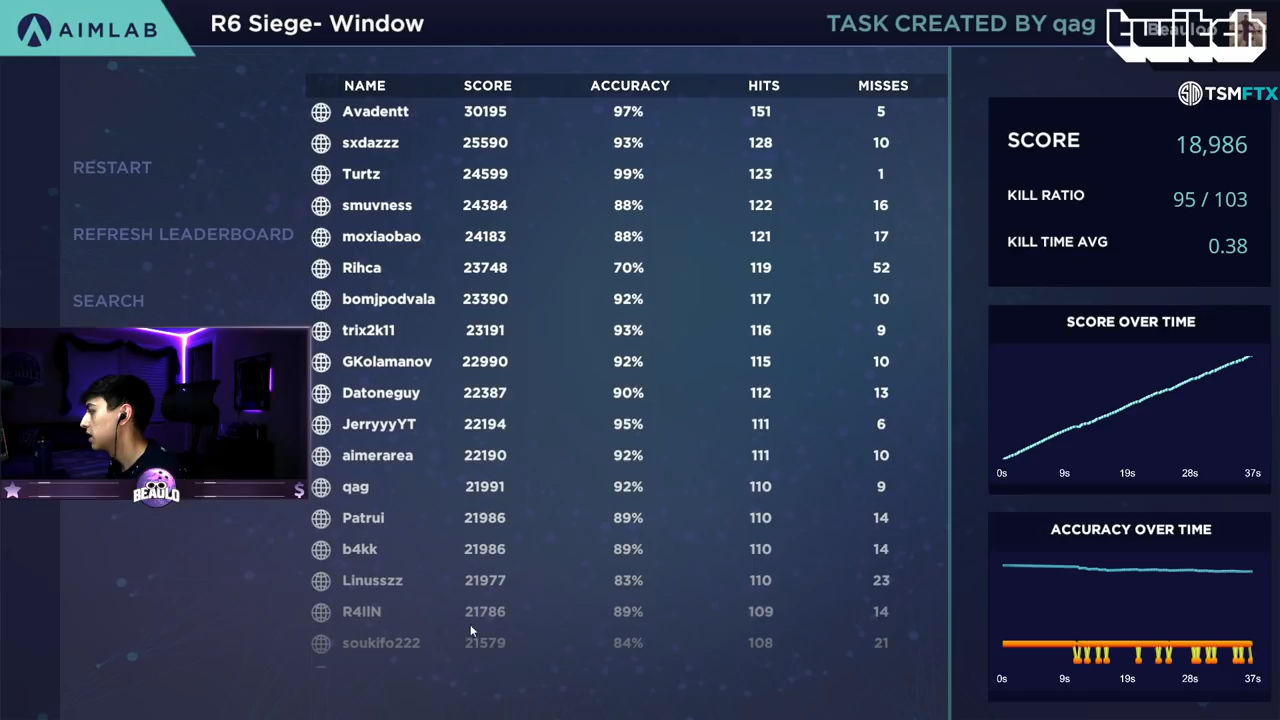 AIMLAB
R6 Siege- Window
TASK CREATED BY qag
twitch
TSMFTX
NAME SCORE ACCURACY HITS MISSES
Avadentt 30195 97% 151 5
sxdazzz 25590 93% 128 10
Turtz 24599 99% 123 1
smuvness 24384 88% 122 16
moxiaobao 24183 88% 121 17
Rihca 23748 70% 119 52
bomjpodvala 23390 92% 117 10
trix2k11 23191 93% 116 9
GKolamanov 22990 92% 115 10
Datoneguy 22387 90% 112 13
JerryyyYT 22194 95% 111 6
aimerarea 22190 92% 111 10
qag 21991 92% 110 9
Patrui 21986 89% 110 14
b4kk 21986 89% 110 14
Linusszz 21977 83% 110 23
R4IIN 21786 89% 109 14
soukifo222 21579 84% 108 21
RESTART
REFRESH LEADERBOARD
SEARCH
BEAULO
$
SCORE 18,986
KILL RATIO 95 / 103
KILL TIME AVG 0.38
SCORE OVER TIME
0s 9s 19s 28s 37s
ACCURACY OVER TIME
0s 9s 19s 28s 37s